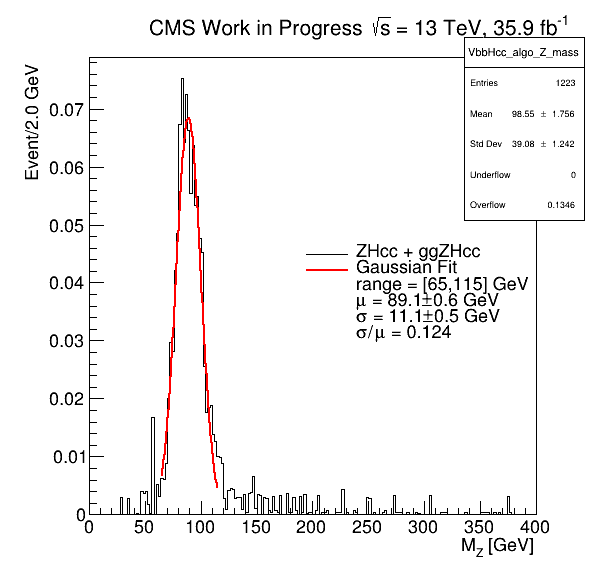 CMS Work in Progress √s = 13 TeV, 35.9 fb⁻¹
VbbHcc_algo_Z_mass
Entries 1223
Mean 98.55 ± 1.756
Std Dev 39.08 ± 1.242
Underflow 0
Overflow 0.1346
Event/2.0 GeV
0.07
0.06
0.05
0.04
0.03
0.02
0.01
0
ZHcc + ggZHcc
Gaussian Fit
range = [65,115] GeV
μ = 89.1±0.6 GeV
σ = 11.1±0.5 GeV
σ/μ = 0.124
0 50 100 150 200 250 300 350 400
M_Z [GeV]